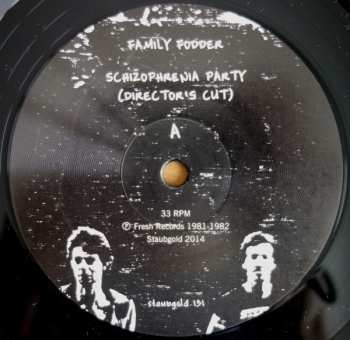 FAMILY FODDER
SCHIZOPHRENIA PARTY
(DIRECTOR'S CUT)
A
33 RPM
℗ Fresh Records 1981-1982
Staubgold 2014
staubgold 131